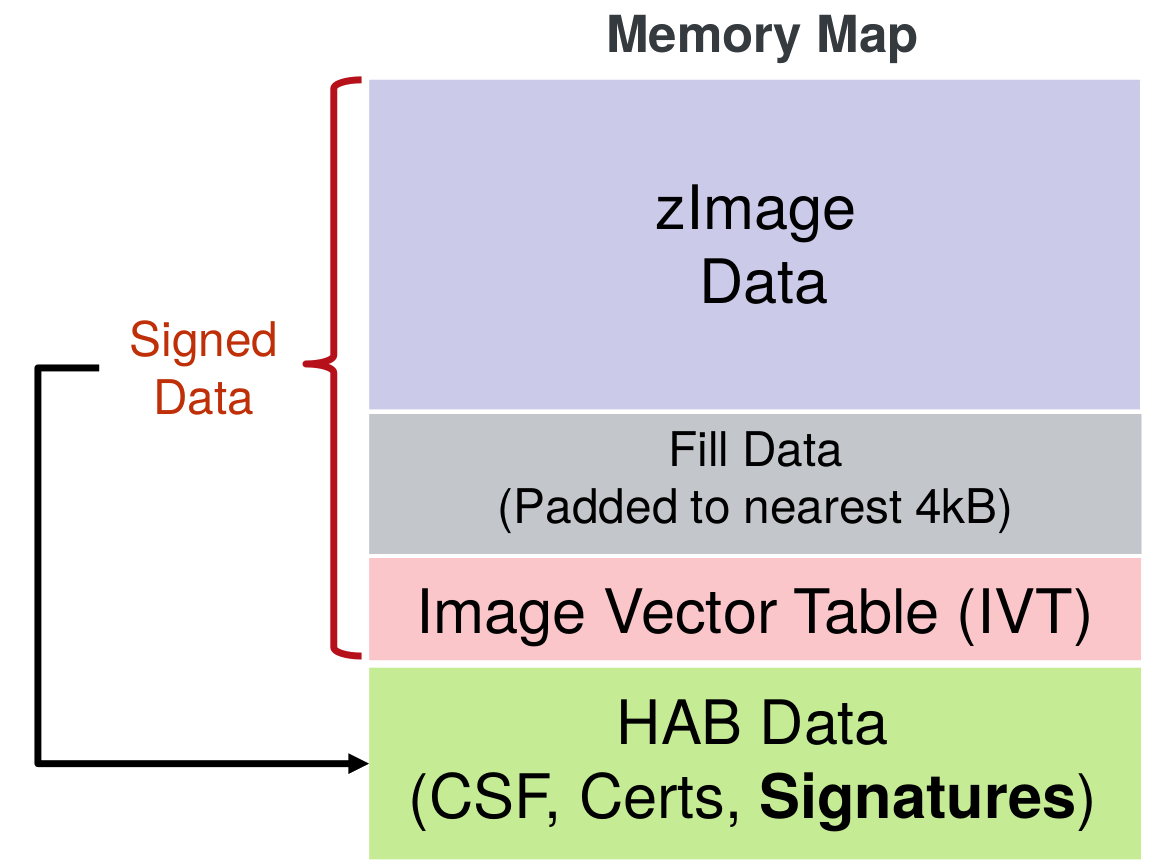 Memory Map
zImage
Data
Signed
Data
Fill Data
(Padded to nearest 4kB)
Image Vector Table (IVT)
HAB Data
(CSF, Certs, Signatures)